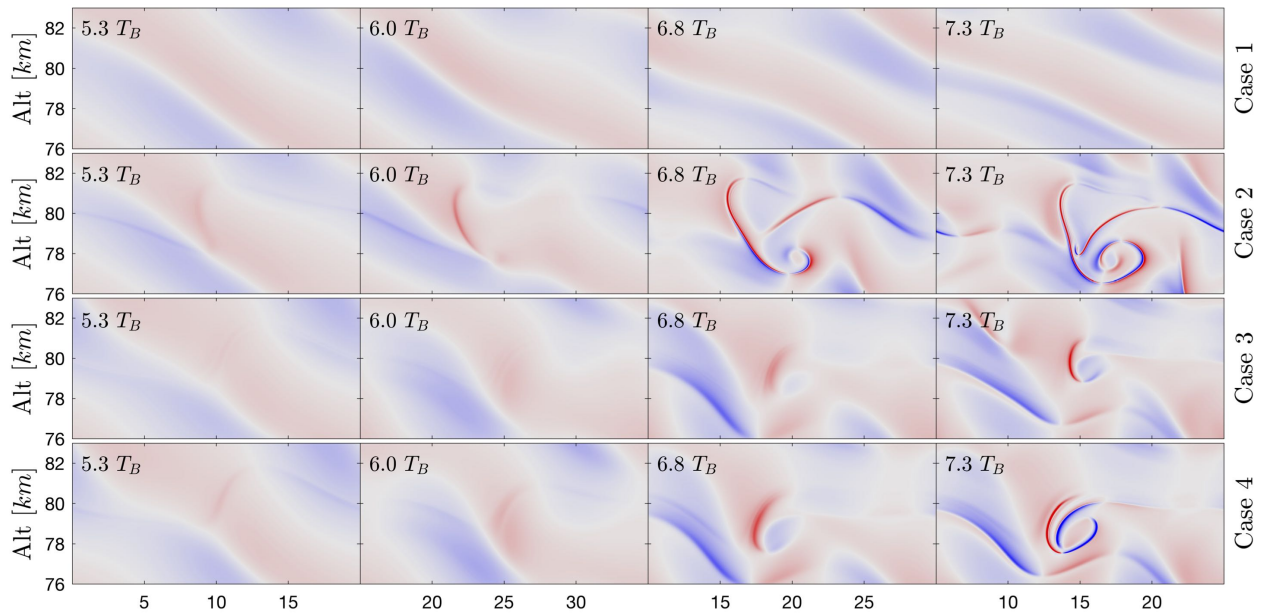 82 5.3 T_B 6.0 T_B 6.8 T_B 7.3 T_B
80
78
76
Alt [km]
Case 1
82 5.3 T_B 6.0 T_B 6.8 T_B 7.3 T_B
80
78
76
Alt [km]
Case 2
82 5.3 T_B 6.0 T_B 6.8 T_B 7.3 T_B
80
78
76
Alt [km]
Case 3
82 5.3 T_B 6.0 T_B 6.8 T_B 7.3 T_B
80
78
76
Alt [km]
Case 4
5 10 15 20 25 30 15 20 25 10 15 20